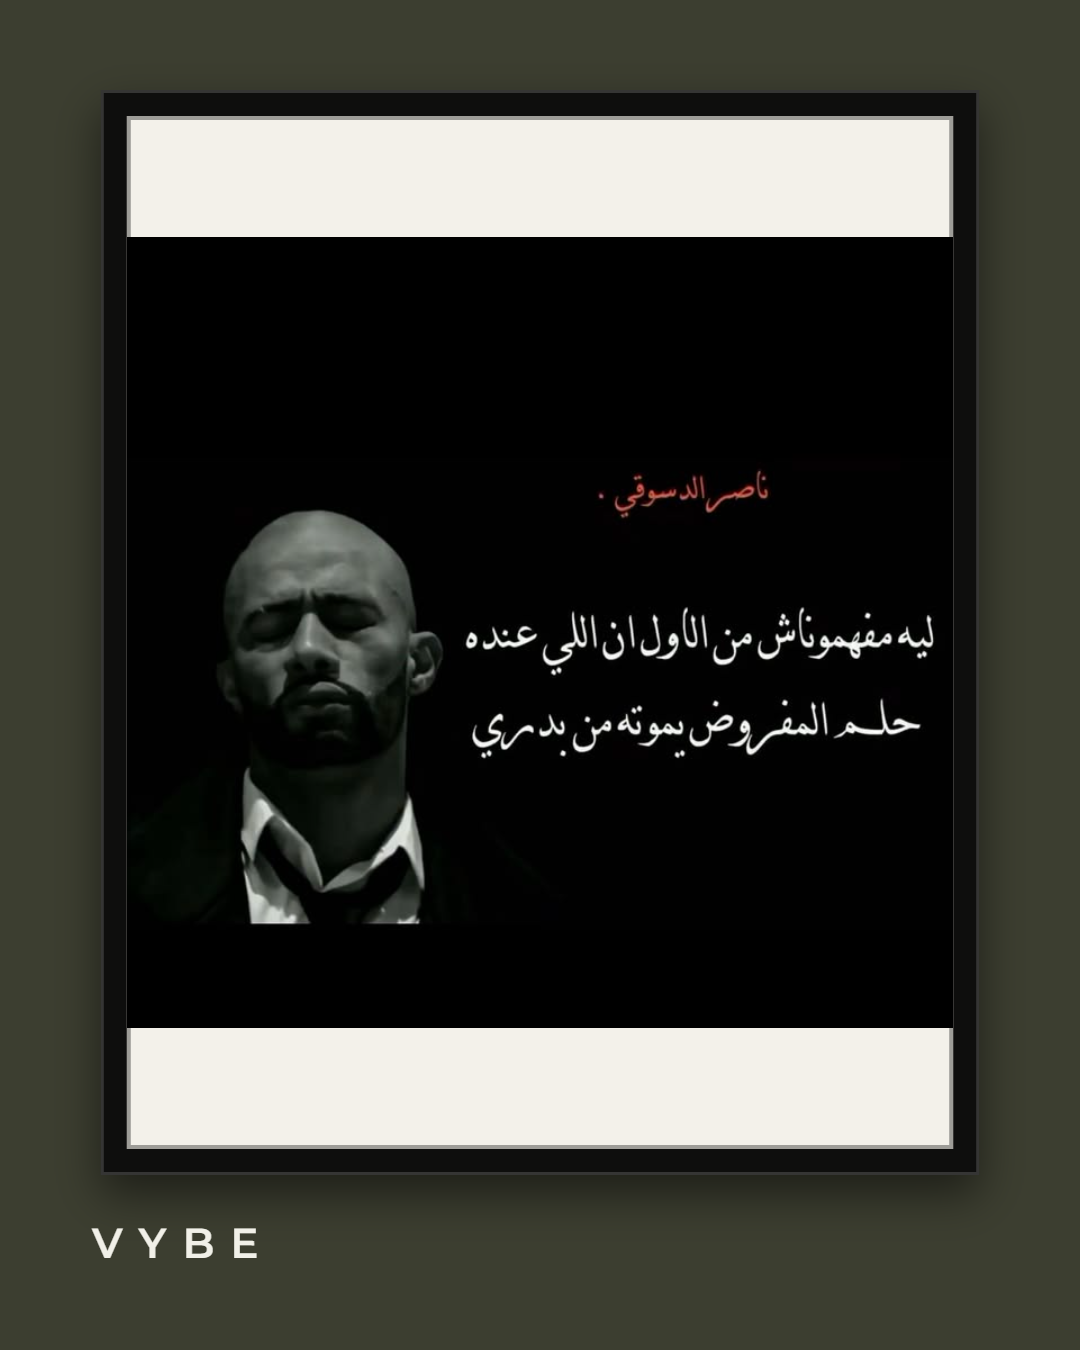 ناصر الدسوقي .
ليه مفهموناش من الاول ان اللي عنده
حلم المفروض يموته من بدري
VYBE